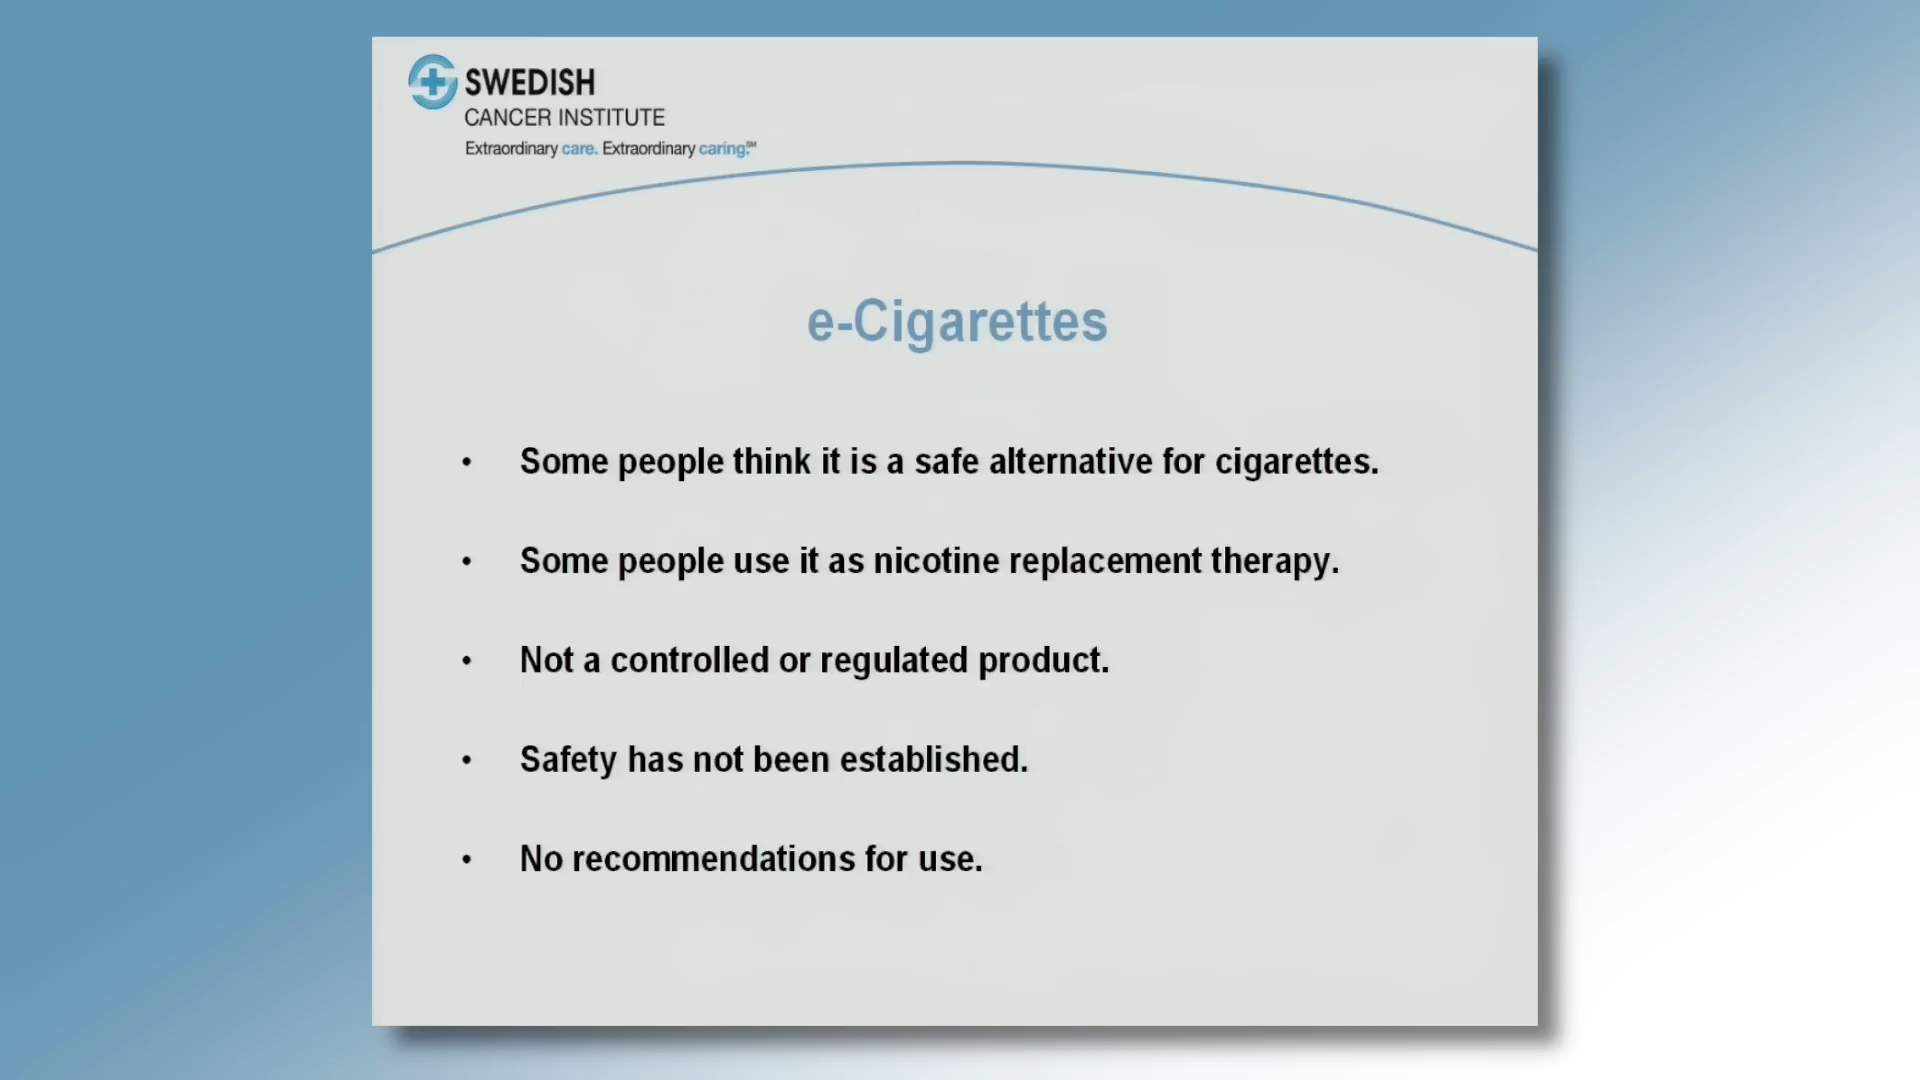 SWEDISH
CANCER INSTITUTE
Extraordinary care. Extraordinary caring.℠
e-Cigarettes
• Some people think it is a safe alternative for cigarettes.
• Some people use it as nicotine replacement therapy.
• Not a controlled or regulated product.
• Safety has not been established.
• No recommendations for use.